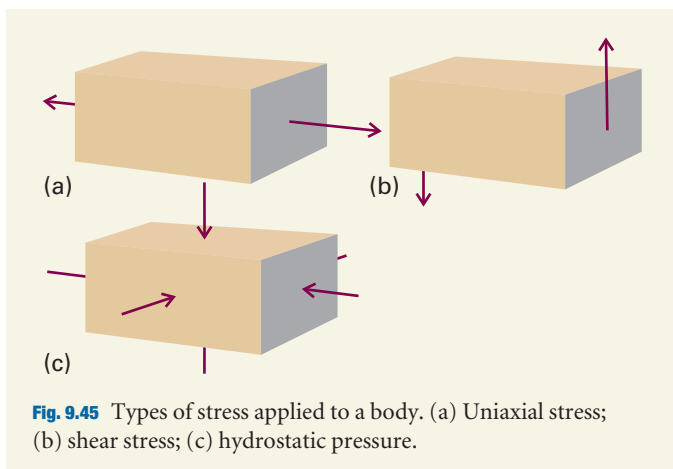 (a)
(b)
(c)
Fig. 9.45 Types of stress applied to a body. (a) Uniaxial stress;
(b) shear stress; (c) hydrostatic pressure.